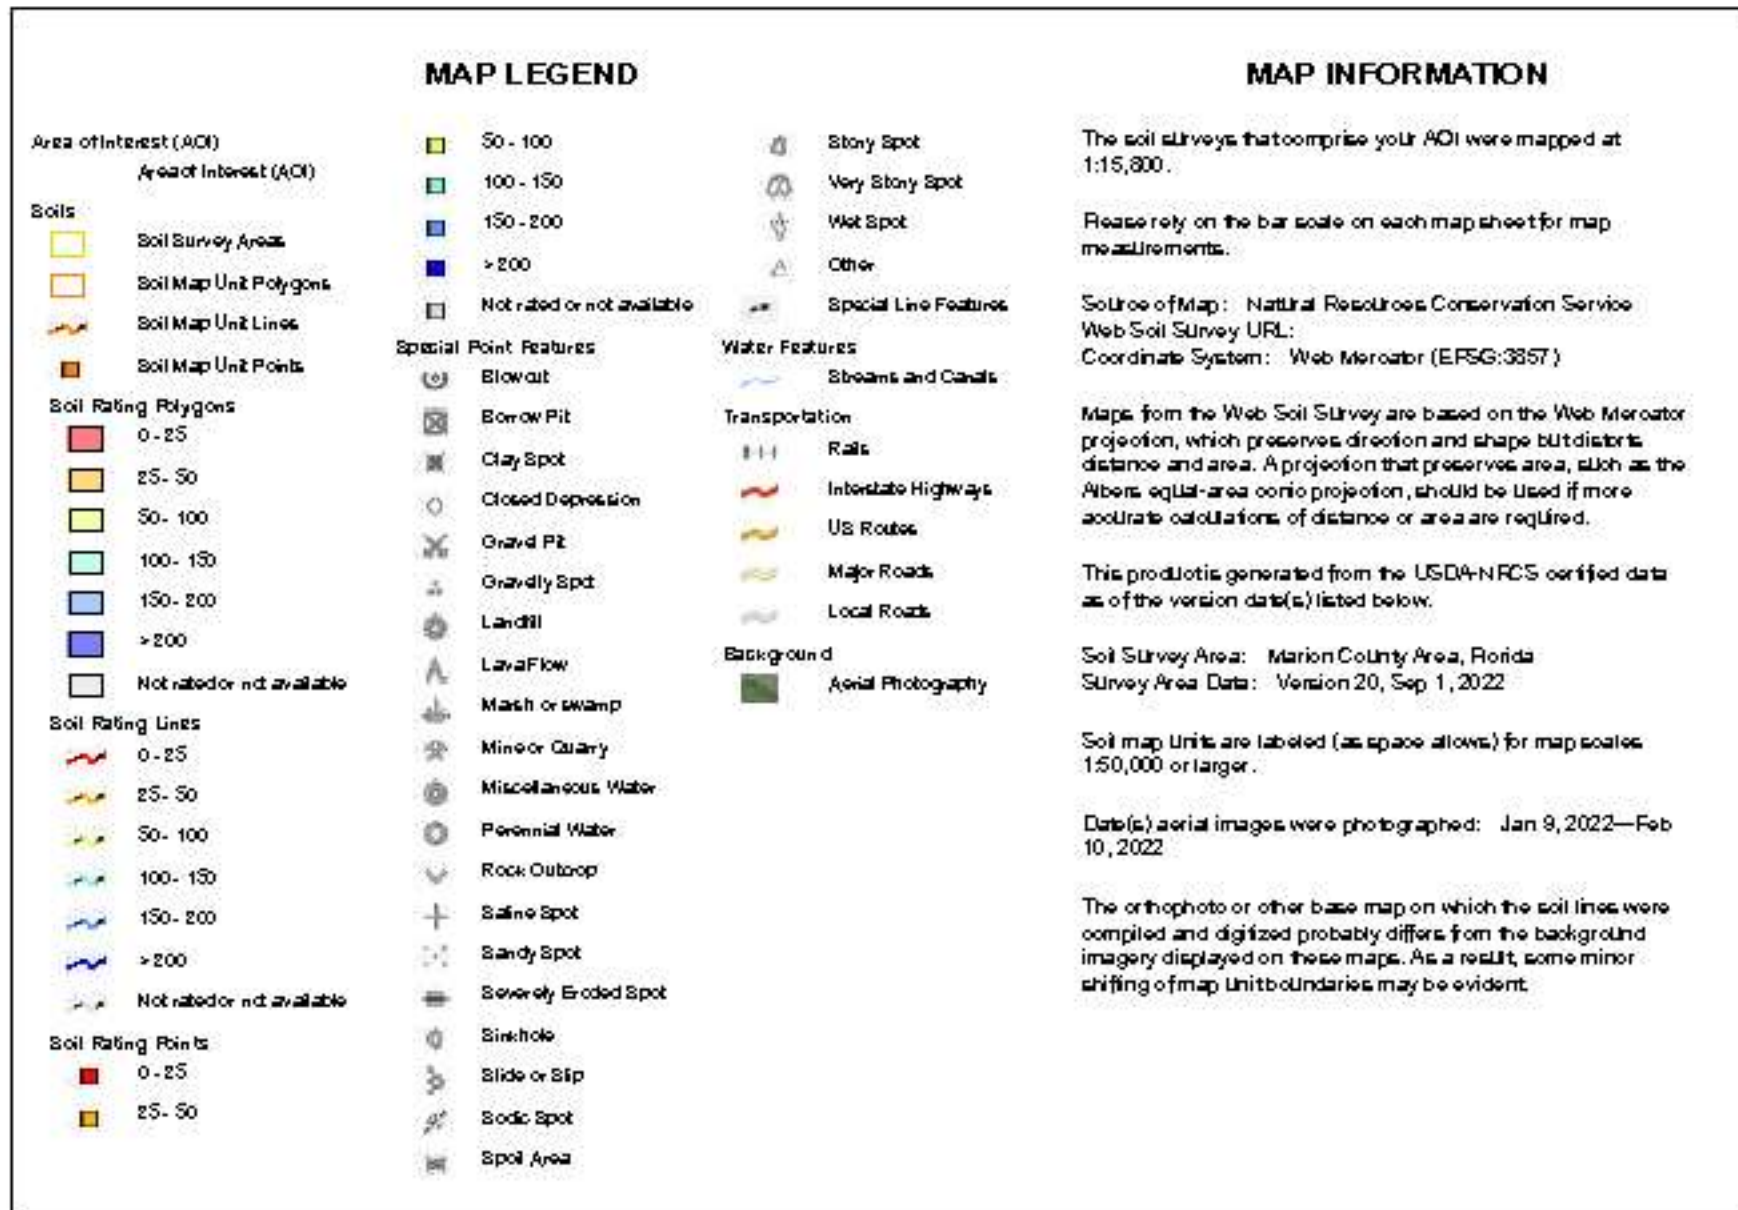 MAP LEGEND
Area of Interest (AOI)
Area of Interest (AOI)
Soils
Soil Survey Areas
Soil Map Unit Polygons
Soil Map Unit Lines
Soil Map Unit Points
Soil Rating Polygons
0 - 25
25 - 50
50 - 100
100 - 150
150 - 200
> 200
Not rated or not available
Soil Rating Lines
0 - 25
25 - 50
50 - 100
100 - 150
150 - 200
> 200
Not rated or not available
Soil Rating Points
0 - 25
25 - 50
50 - 100
100 - 150
150 - 200
> 200
Not rated or not available
Special Point Features
Blowout
Borrow Pit
Clay Spot
Closed Depression
Gravel Pit
Gravelly Spot
Landfill
Lava Flow
Marsh or swamp
Mine or Quarry
Miscellaneous Water
Perennial Water
Rock Outcrop
Saline Spot
Sandy Spot
Severely Eroded Spot
Sinkhole
Slide or Slip
Sodic Spot
Spoil Area
Stony Spot
Very Stony Spot
Wet Spot
Other
Special Line Features
Water Features
Streams and Canals
Transportation
Rails
Interstate Highways
US Routes
Major Roads
Local Roads
Background
Aerial Photography
MAP INFORMATION
The soil surveys that comprise your AOI were mapped at
1:15,800.
Please rely on the bar scale on each map sheet for map
measurements.
Source of Map: Natural Resources Conservation Service
Web Soil Survey URL:
Coordinate System: Web Mercator (EPSG:3857)
Maps from the Web Soil Survey are based on the Web Mercator
projection, which preserves direction and shape but distorts
distance and area. A projection that preserves area, such as the
Albers equal-area conic projection, should be used if more
accurate calculations of distance or area are required.
This product is generated from the USDA-NRCS certified data
as of the version date(s) listed below.
Soil Survey Area: Marion County Area, Florida
Survey Area Data: Version 20, Sep 1, 2022
Soil map units are labeled (as space allows) for map scales
1:50,000 or larger.
Date(s) aerial images were photographed: Jan 9, 2022—Feb
10, 2022
The orthophoto or other base map on which the soil lines were
compiled and digitized probably differs from the background
imagery displayed on these maps. As a result, some minor
shifting of map unit boundaries may be evident.